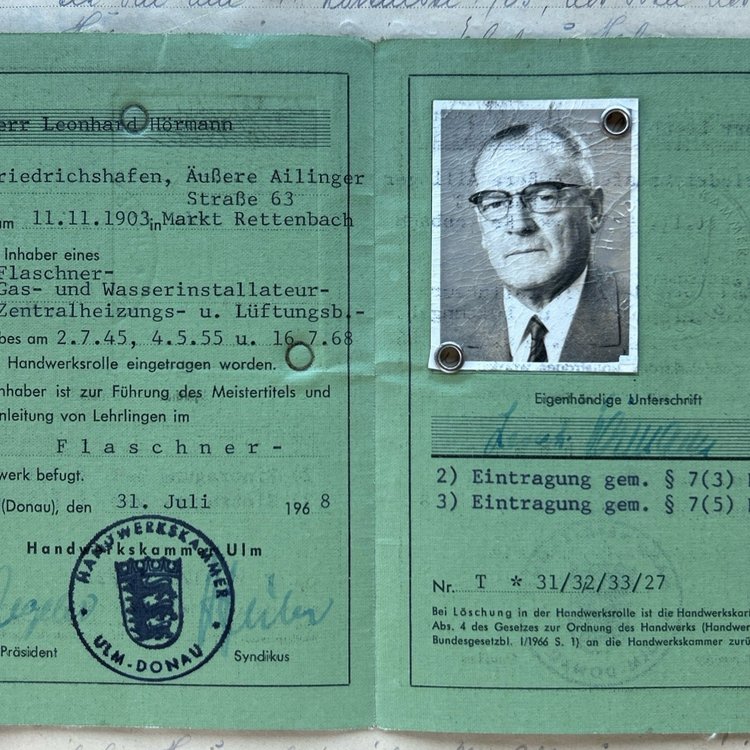 err Leonhard Hörmann
riedrichshafen, Äußere Ailinger
Straße 63
am 11.11.1903 in Markt Rettenbach
Inhaber eines
Flaschner-
Gas- und Wasserinstallateur-
Zentralheizungs- u. Lüftungsb.-
bes am 2.7.45, 4.5.55 u. 16.7.68
Handwerksrolle eingetragen worden.
nhaber ist zur Führung des Meistertitels und
nleitung von Lehrlingen im
Flaschner-
werk befugt.
(Donau), den 31. Juli 1968
Handwerkskammer Ulm
HANDWERKSKAMMER
ULM-DONAU
Präsident
Syndikus
Eigenhändige Unterschrift
2) Eintragung gem. § 7(3)
3) Eintragung gem. § 7(5)
Nr. T * 31/32/33/27
Bei Löschung in der Handwerksrolle ist die Handwerkskar
Abs. 4 des Gesetzes zur Ordnung des Handwerks (Handwer
Bundesgesetzbl. I/1966 S. 1) an die Handwerkskammer zurü